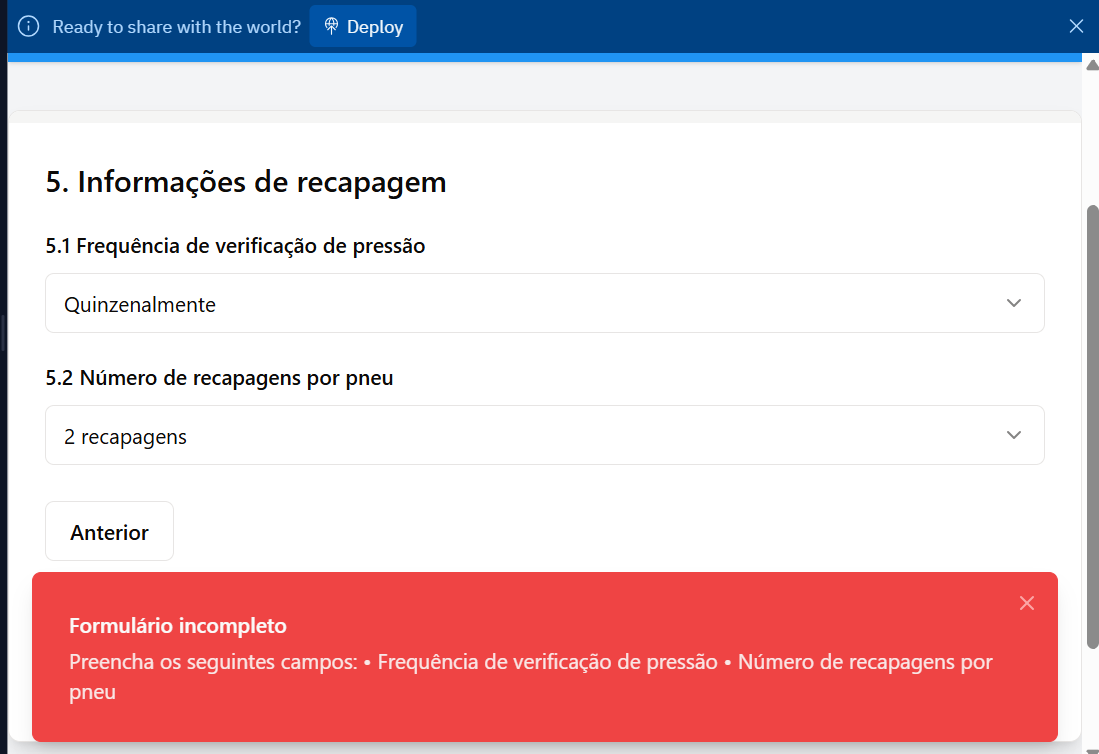 Ready to share with the world?
Deploy
5. Informações de recapagem
5.1 Frequência de verificação de pressão
Quinzenalmente
5.2 Número de recapagens por pneu
2 recapagens
Anterior
Formulário incompleto
Preencha os seguintes campos: • Frequência de verificação de pressão • Número de recapagens por
pneu